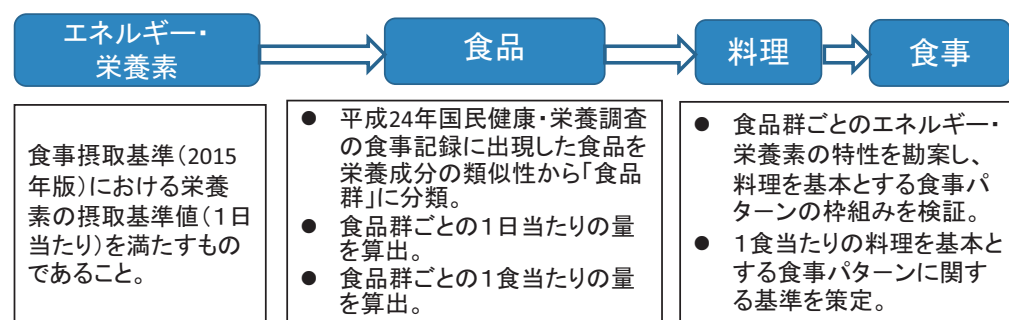 エネルギー・
栄養素
食品
料理
食事
食事摂取基準(2015
年版)における栄養
素の摂取基準値(1日
当たり)を満たすもの
であること。
● 平成24年国民健康・栄養調査
の食事記録に出現した食品を
栄養成分の類似性から「食品
群」に分類。
● 食品群ごとの1日当たりの量
を算出。
● 食品群ごとの1食当たりの量
を算出。
● 食品群ごとのエネルギー・
栄養素の特性を勘案し、
料理を基本とする食事パ
ターンの枠組みを検証。
● 1食当たりの料理を基本と
する食事パターンに関す
る基準を策定。